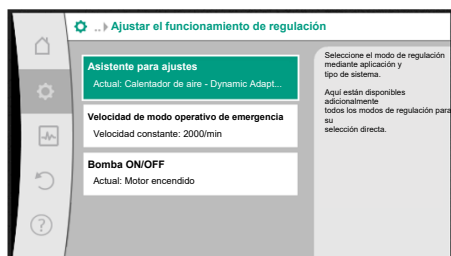 ..▸ Ajustar el funcionamiento de regulación
Asistente para ajustes
Actual: Calentador de aire - Dynamic Adapt...
Velocidad de modo operativo de emergencia
Velocidad constante: 2000/min
Bomba ON/OFF
Actual: Motor encendido
Seleccione el modo de regulación
mediante aplicación y
tipo de sistema.
Aquí están disponibles
adicionalmente
todos los modos de regulación para
su
selección directa.